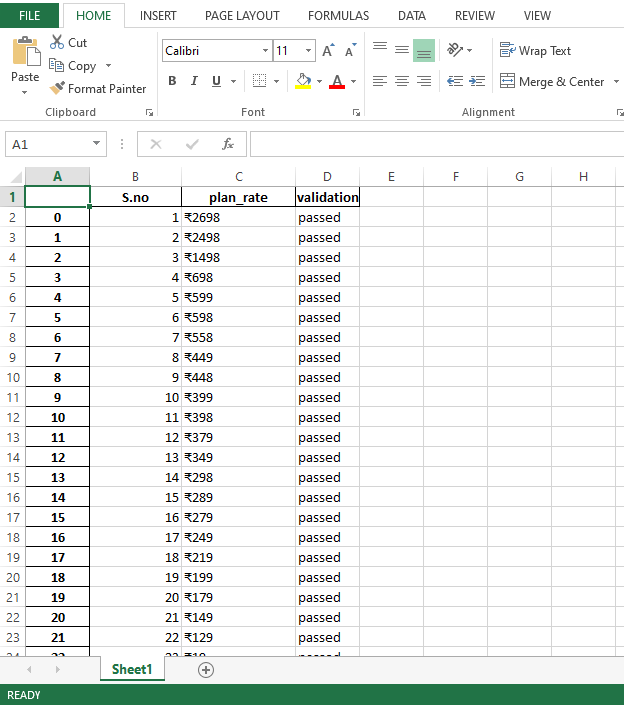 FILE HOME INSERT PAGE LAYOUT FORMULAS DATA REVIEW VIEW
Cut
Calibri 11 A A Wrap Text
Paste Copy
B I U A Merge & Center
Format Painter
Clipboard Font Alignment
A1 fx
A B C D E F G H
1 S.no plan_rate validation
2 0 1 ₹2698 passed
3 1 2 ₹2498 passed
4 2 3 ₹1498 passed
5 3 4 ₹698 passed
6 4 5 ₹599 passed
7 5 6 ₹598 passed
8 6 7 ₹558 passed
9 7 8 ₹449 passed
10 8 9 ₹448 passed
11 9 10 ₹399 passed
12 10 11 ₹398 passed
13 11 12 ₹379 passed
14 12 13 ₹349 passed
15 13 14 ₹298 passed
16 14 15 ₹289 passed
17 15 16 ₹279 passed
18 16 17 ₹249 passed
19 17 18 ₹219 passed
20 18 19 ₹199 passed
21 19 20 ₹179 passed
22 20 21 ₹149 passed
23 21 22 ₹129 passed
Sheet1
READY